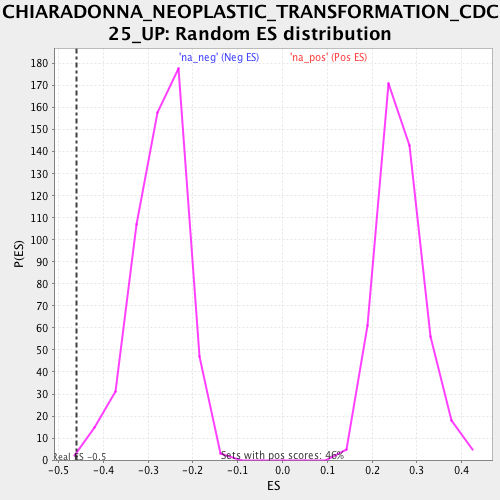 CHIARADONNA_NEOPLASTIC_TRANSFORMATION_CDC
25_UP: Random ES distribution
'na_neg' (Neg ES)
'na_pos' (Pos ES)
180
170
160
150
140
130
120
110
100
90
80
70
60
50
40
30
20
10
0
P(ES)
Real ES -0.5
Sets with pos scores: 46%
-0.5 -0.4 -0.3 -0.2 -0.1 0.0 0.1 0.2 0.3 0.4
ES